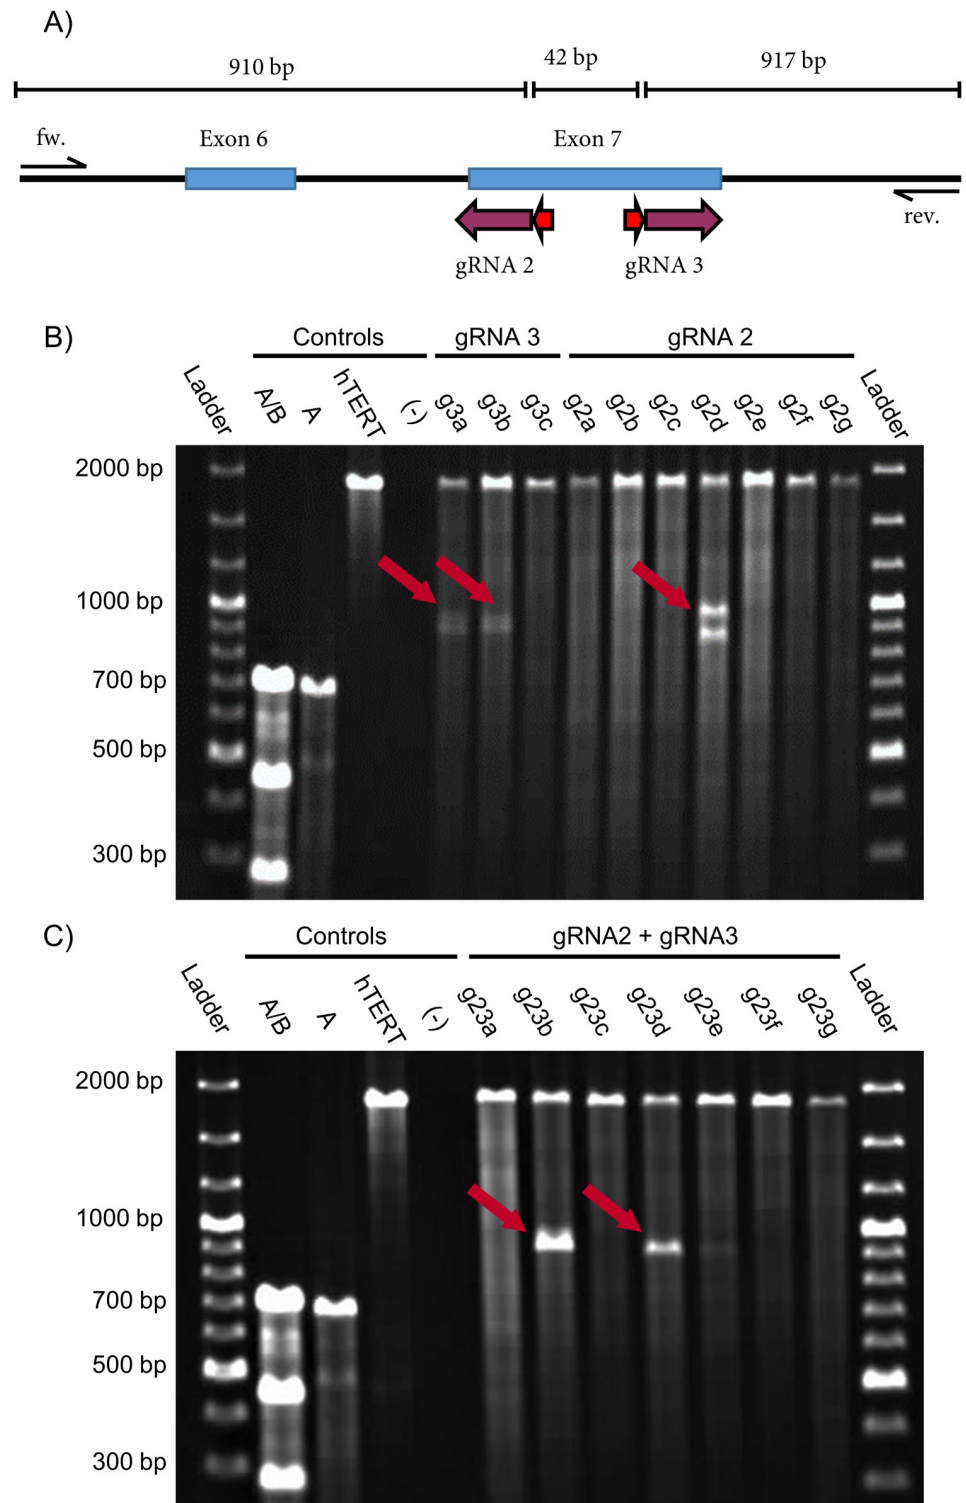 A)
910 bp 42 bp 917 bp
fw. Exon 6 Exon 7
rev.
gRNA 2 gRNA 3
B)
Controls gRNA 3 gRNA 2
Ladder A/B A hTERT (-) g3a g3b g3c g2a g2b g2c g2d g2e g2f g2g Ladder
2000 bp
1000 bp
700 bp
500 bp
300 bp
C)
Controls gRNA2 + gRNA3
Ladder A/B A hTERT (-) g23a g23b g23c g23d g23e g23f g23g Ladder
2000 bp
1000 bp
700 bp
500 bp
300 bp